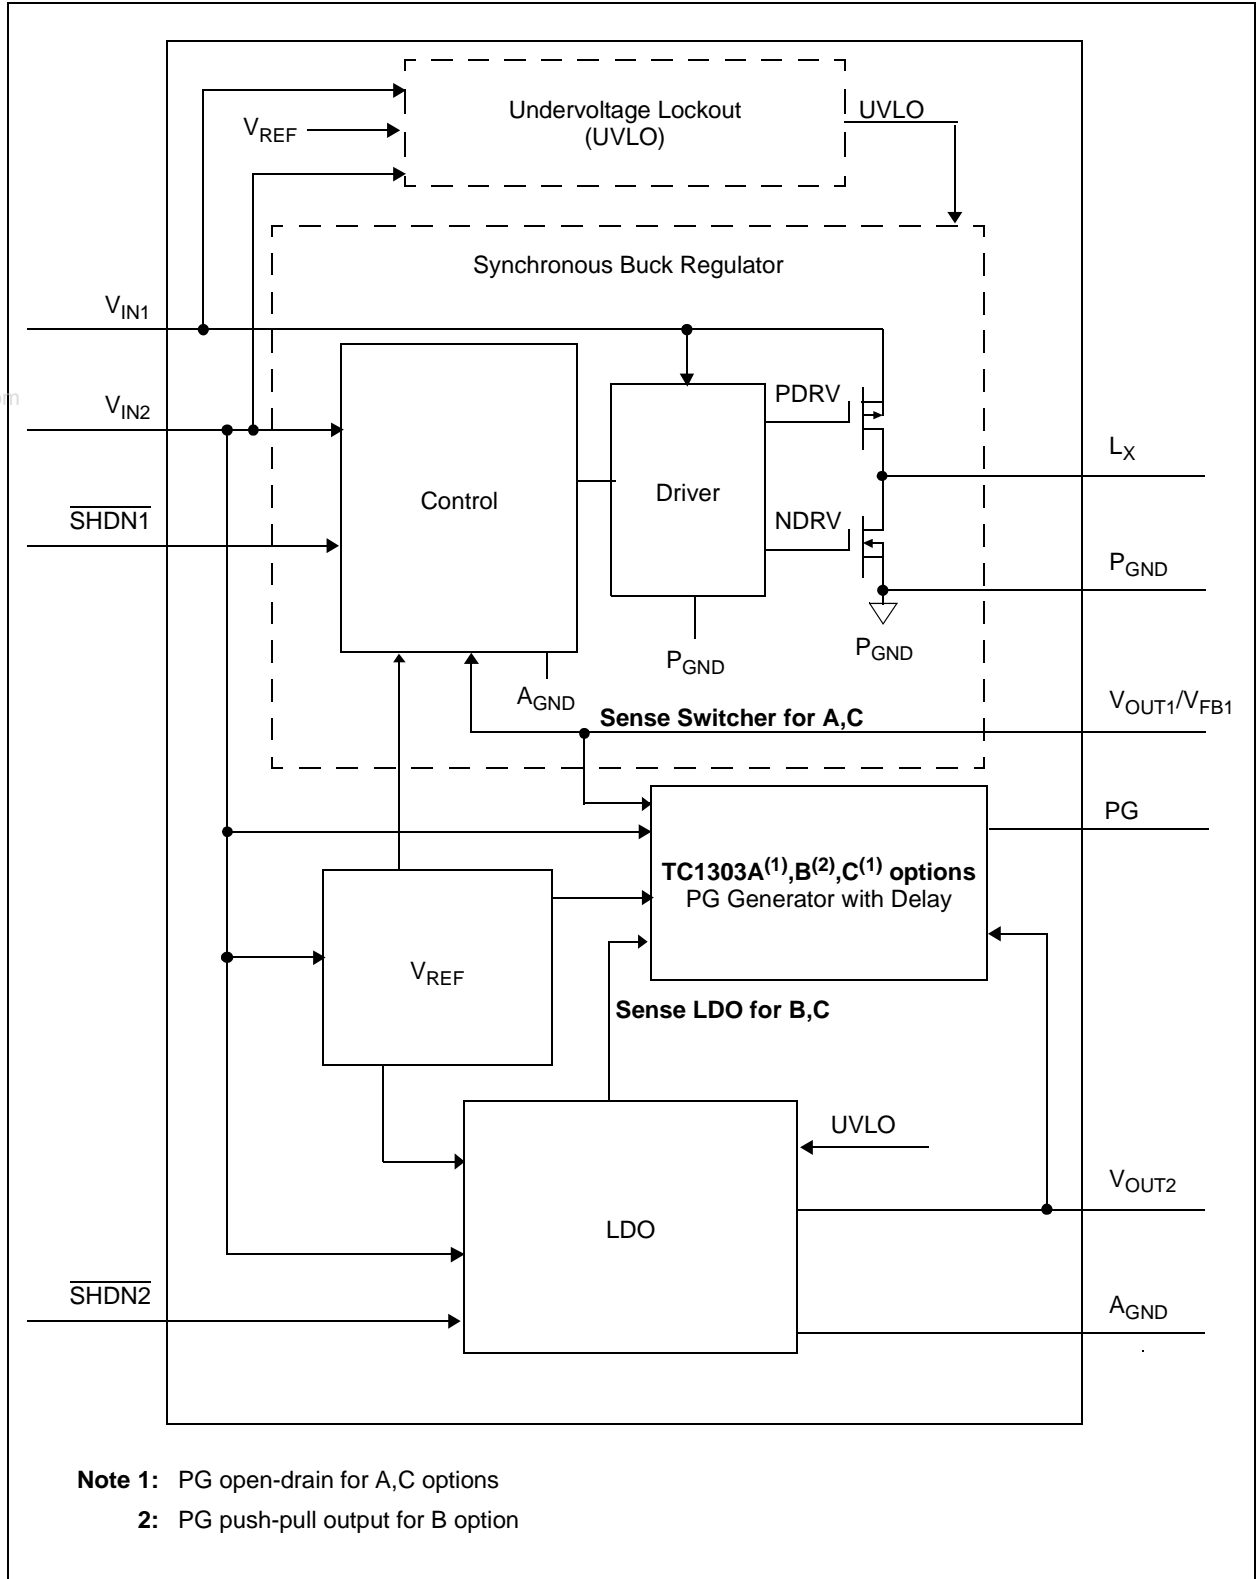 Undervoltage Lockout
(UVLO)
UVLO
VREF
Synchronous Buck Regulator
VIN1
om
VIN2
PDRV
LX
Control
Driver
SHDN1
NDRV
PGND
PGND
PGND
AGND
VOUT1/VFB1
Sense Switcher for A,C
PG
TC1303A(1),B(2),C(1) options
PG Generator with Delay
VREF
Sense LDO for B,C
UVLO
VOUT2
LDO
SHDN2
AGND
Note 1: PG open-drain for A,C options
2: PG push-pull output for B option